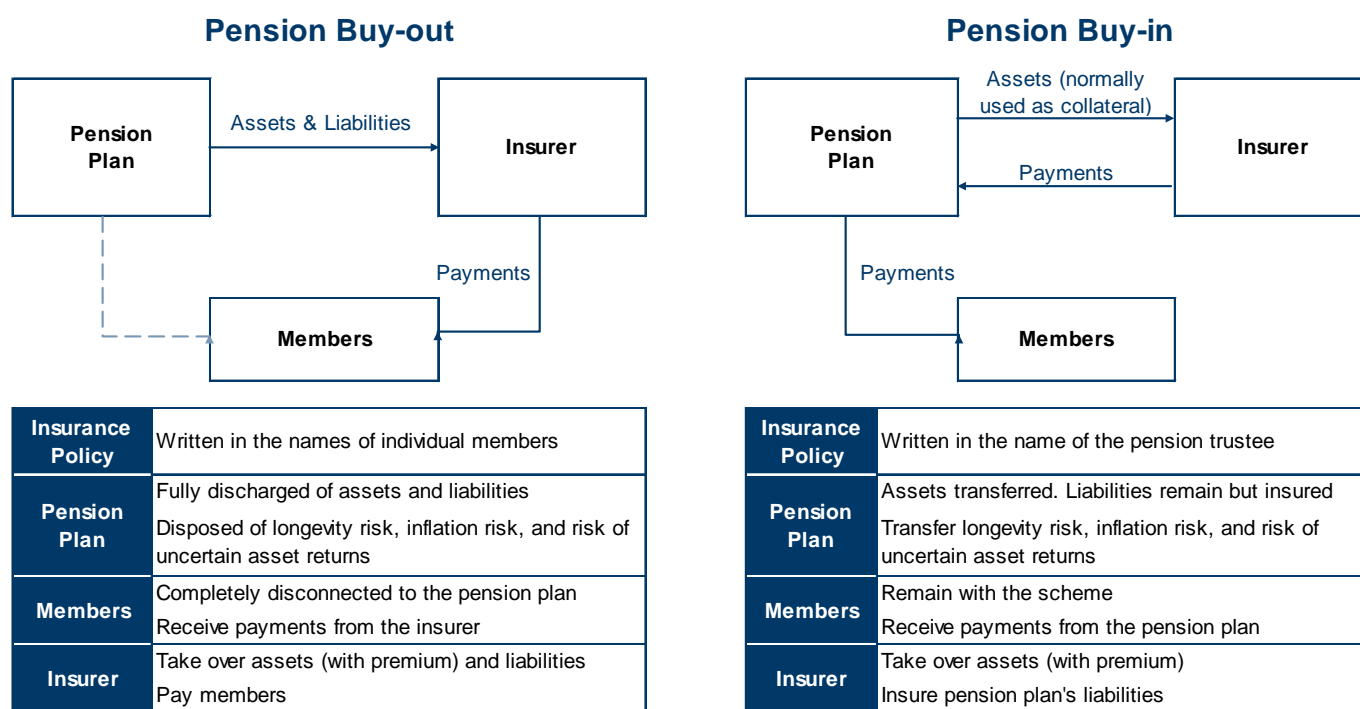 Pension Buy-out
Assets & Liabilities
Pension
Plan
Insurer
Payments
Members
Insurance
Policy
Written in the names of individual members
Pension
Plan
Fully discharged of assets and liabilities
Disposed of longevity risk, inflation risk, and risk of
uncertain asset returns
Members
Completely disconnected to the pension plan
Receive payments from the insurer
Insurer
Take over assets (with premium) and liabilities
Pay members
Pension Buy-in
Assets (normally
used as collateral)
Pension
Plan
Insurer
Payments
Payments
Members
Insurance
Policy
Written in the name of the pension trustee
Pension
Plan
Assets transferred. Liabilities remain but insured
Transfer longevity risk, inflation risk, and risk of
uncertain asset returns
Members
Remain with the scheme
Receive payments from the pension plan
Insurer
Take over assets (with premium)
Insure pension plan's liabilities